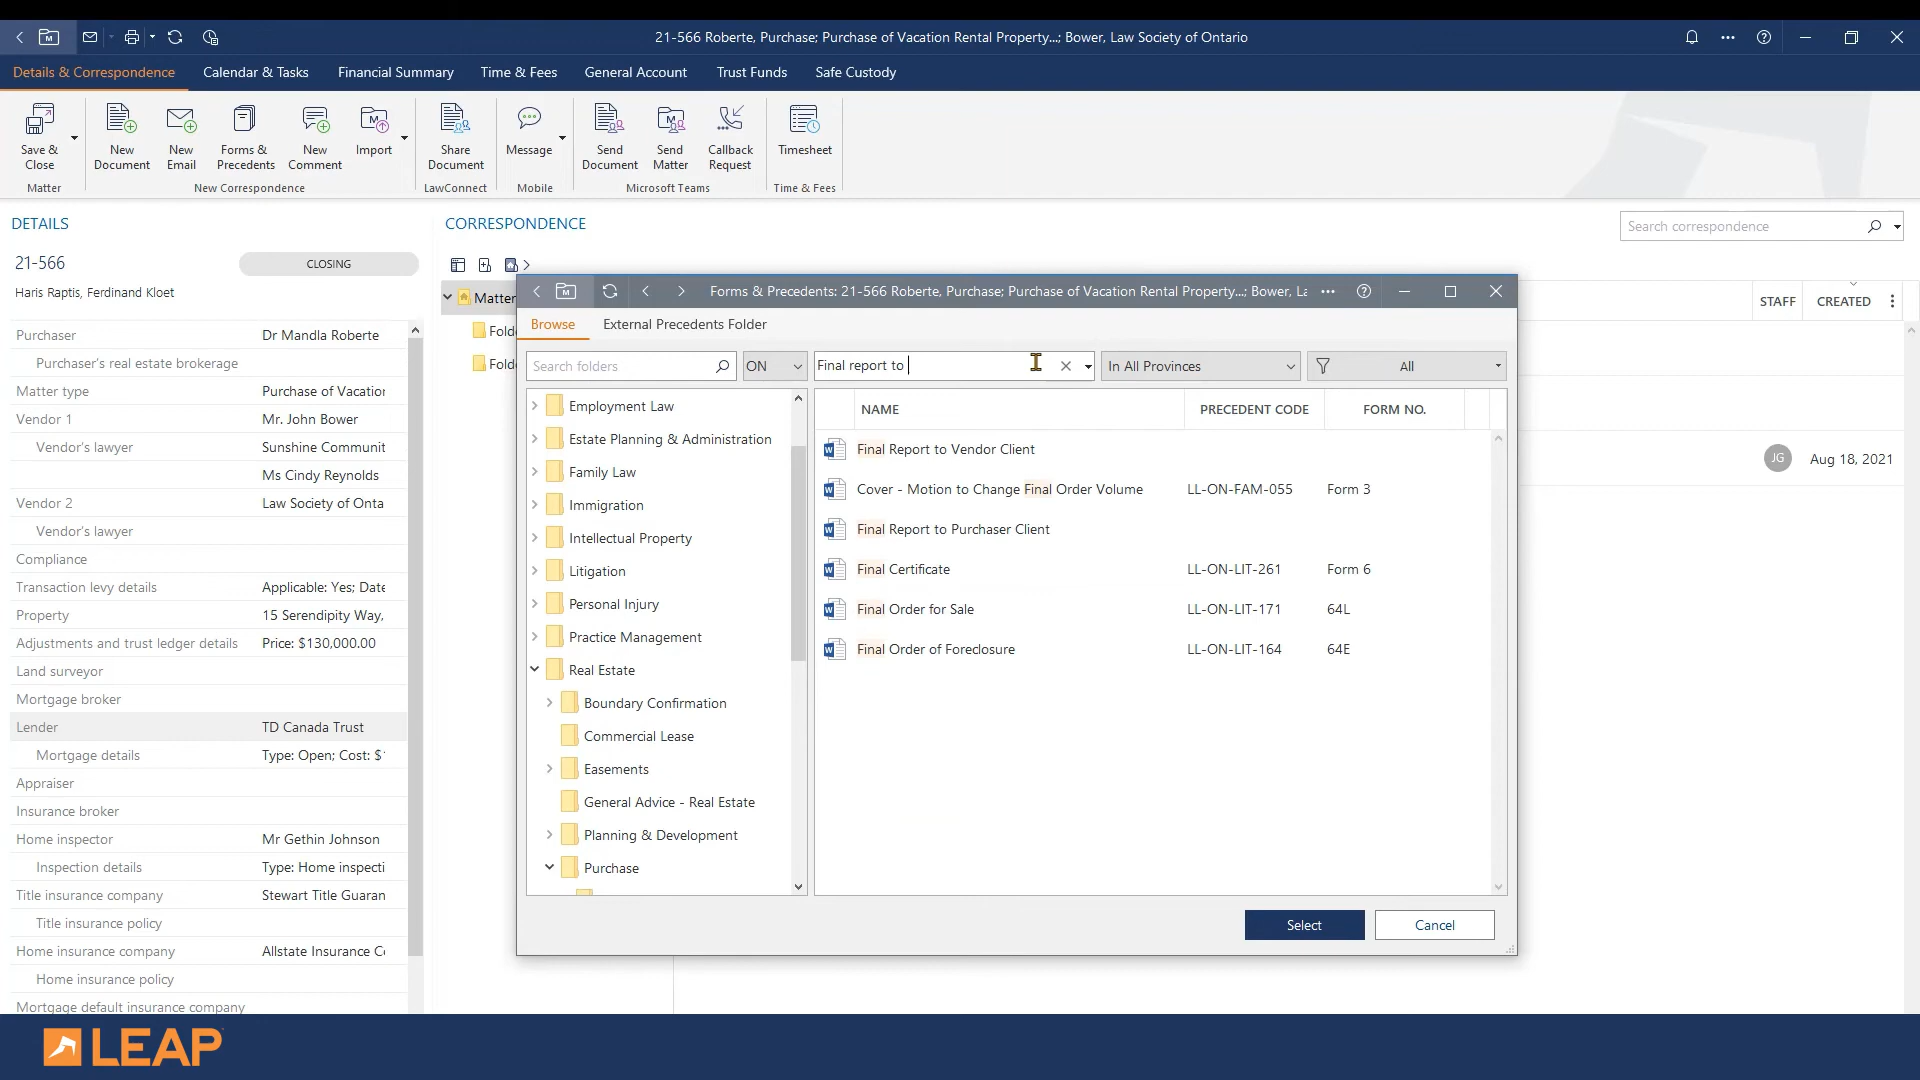 21-566 Roberte, Purchase; Purchase of Vacation Rental Property...; Bower, Law Society of Ontario
Details & Correspondence
Calendar & Tasks
Financial Summary
Time & Fees
General Account
Trust Funds
Safe Custody
Save & Close
New Document
New Email
Forms & Precedents
New Comment
Import
Share Document
Message
Send Document
Send Matter
Callback Request
Timesheet
Matter
New Correspondence
LawConnect
Mobile
Microsoft Teams
Time & Fees
DETAILS
21-566
CLOSING
Haris Raptis, Ferdinand Kloet
Purchaser Dr Mandla Roberte
Purchaser's real estate brokerage
Matter type Purchase of Vacation
Vendor 1 Mr. John Bower
Vendor's lawyer Sunshine Communit
Ms Cindy Reynolds
Vendor 2 Law Society of Onta
Vendor's lawyer
Compliance
Transaction levy details Applicable: Yes; Date
Property 15 Serendipity Way,
Adjustments and trust ledger details Price: $130,000.00
Land surveyor
Mortgage broker
Lender TD Canada Trust
Mortgage details Type: Open; Cost: $
Appraiser
Insurance broker
Home inspector Mr Gethin Johnson
Inspection details Type: Home inspecti
Title insurance company Stewart Title Guaran
Title insurance policy
Home insurance company Allstate Insurance Co
Home insurance policy
Mortgage default insurance company
CORRESPONDENCE
Search correspondence
Matter
Folde
Folde
STAFF
CREATED
JG Aug 18, 2021
Forms & Precedents: 21-566 Roberte, Purchase; Purchase of Vacation Rental Property...; Bower, La
Browse
External Precedents Folder
Search folders
ON
Final report to
In All Provinces
All
Employment Law
Estate Planning & Administration
Family Law
Immigration
Intellectual Property
Litigation
Personal Injury
Practice Management
Real Estate
Boundary Confirmation
Commercial Lease
Easements
General Advice - Real Estate
Planning & Development
Purchase
NAME PRECEDENT CODE FORM NO.
Final Report to Vendor Client
Cover - Motion to Change Final Order Volume LL-ON-FAM-055 Form 3
Final Report to Purchaser Client
Final Certificate LL-ON-LIT-261 Form 6
Final Order for Sale LL-ON-LIT-171 64L
Final Order of Foreclosure LL-ON-LIT-164 64E
Select
Cancel
LEAP